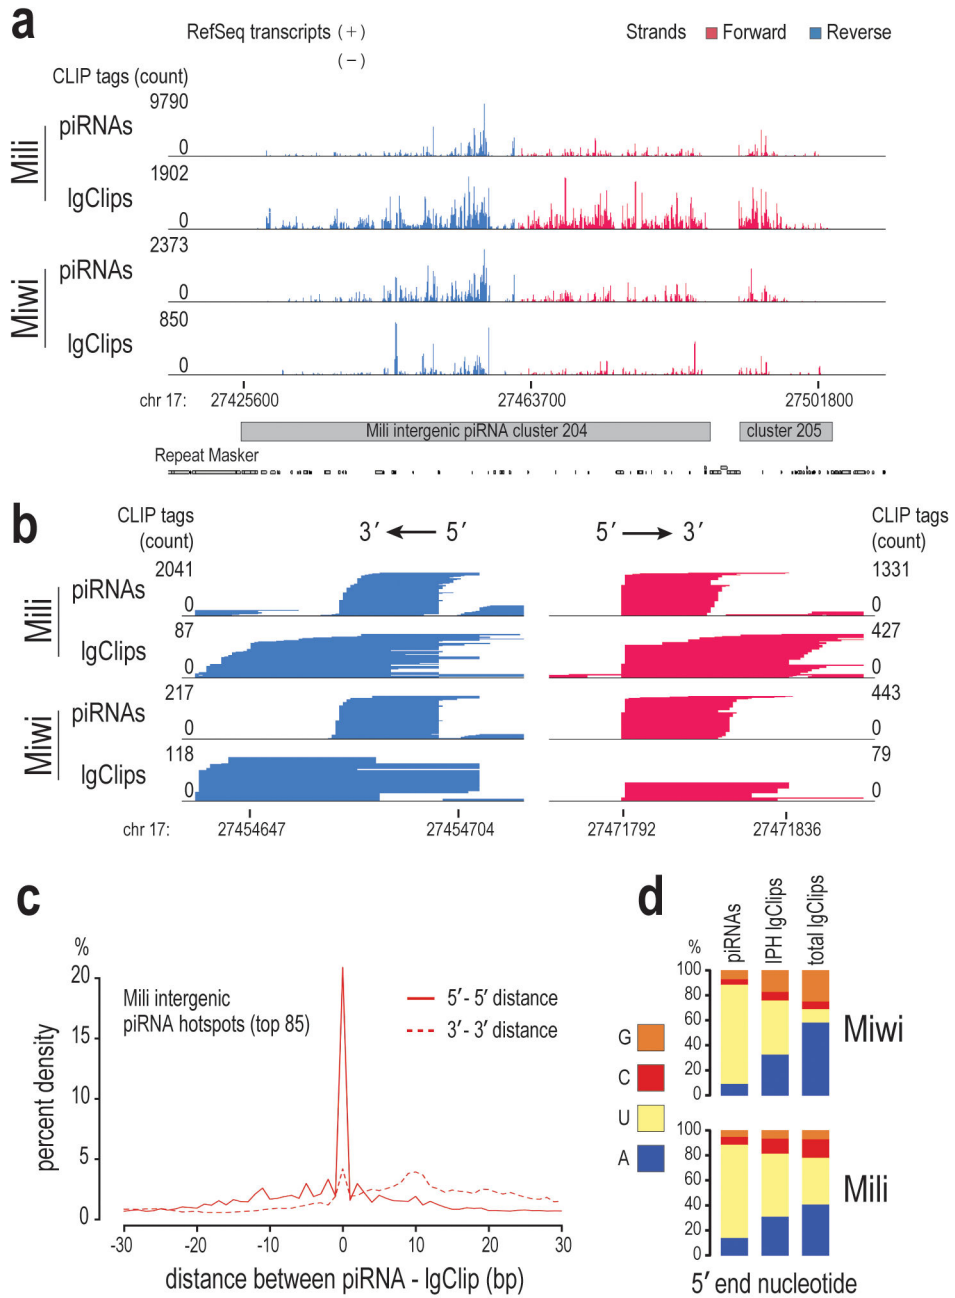 a
RefSeq transcripts (+)
(−)
Strands Forward Reverse
CLIP tags (count)
Mili
piRNAs
9790
0
lgClips
1902
0
Miwi
piRNAs
2373
0
lgClips
850
0
chr 17: 27425600 27463700 27501800
Mili intergenic piRNA cluster 204 cluster 205
Repeat Masker
b
CLIP tags
(count)
3′ 5′ 5′ 3′
CLIP tags
(count)
Mili
piRNAs
2041 1331
0 0
lgClips
87 427
0 0
Miwi
piRNAs
217 443
0 0
lgClips
118 79
0 0
chr 17: 27454647 27454704 27471792 27471836
c
%
20
15
10
5
0
percent density
Mili intergenic
piRNA hotspots (top 85)
5′- 5′ distance
3′- 3′ distance
-30 -20 -10 0 10 20 30
distance between piRNA - lgClip (bp)
d
% piRNAs IPH lgClips total lgClips
100
80
60
40
20
0
Miwi
G
C
U
A
100
80
60
40
20
0
Mili
5′ end nucleotide